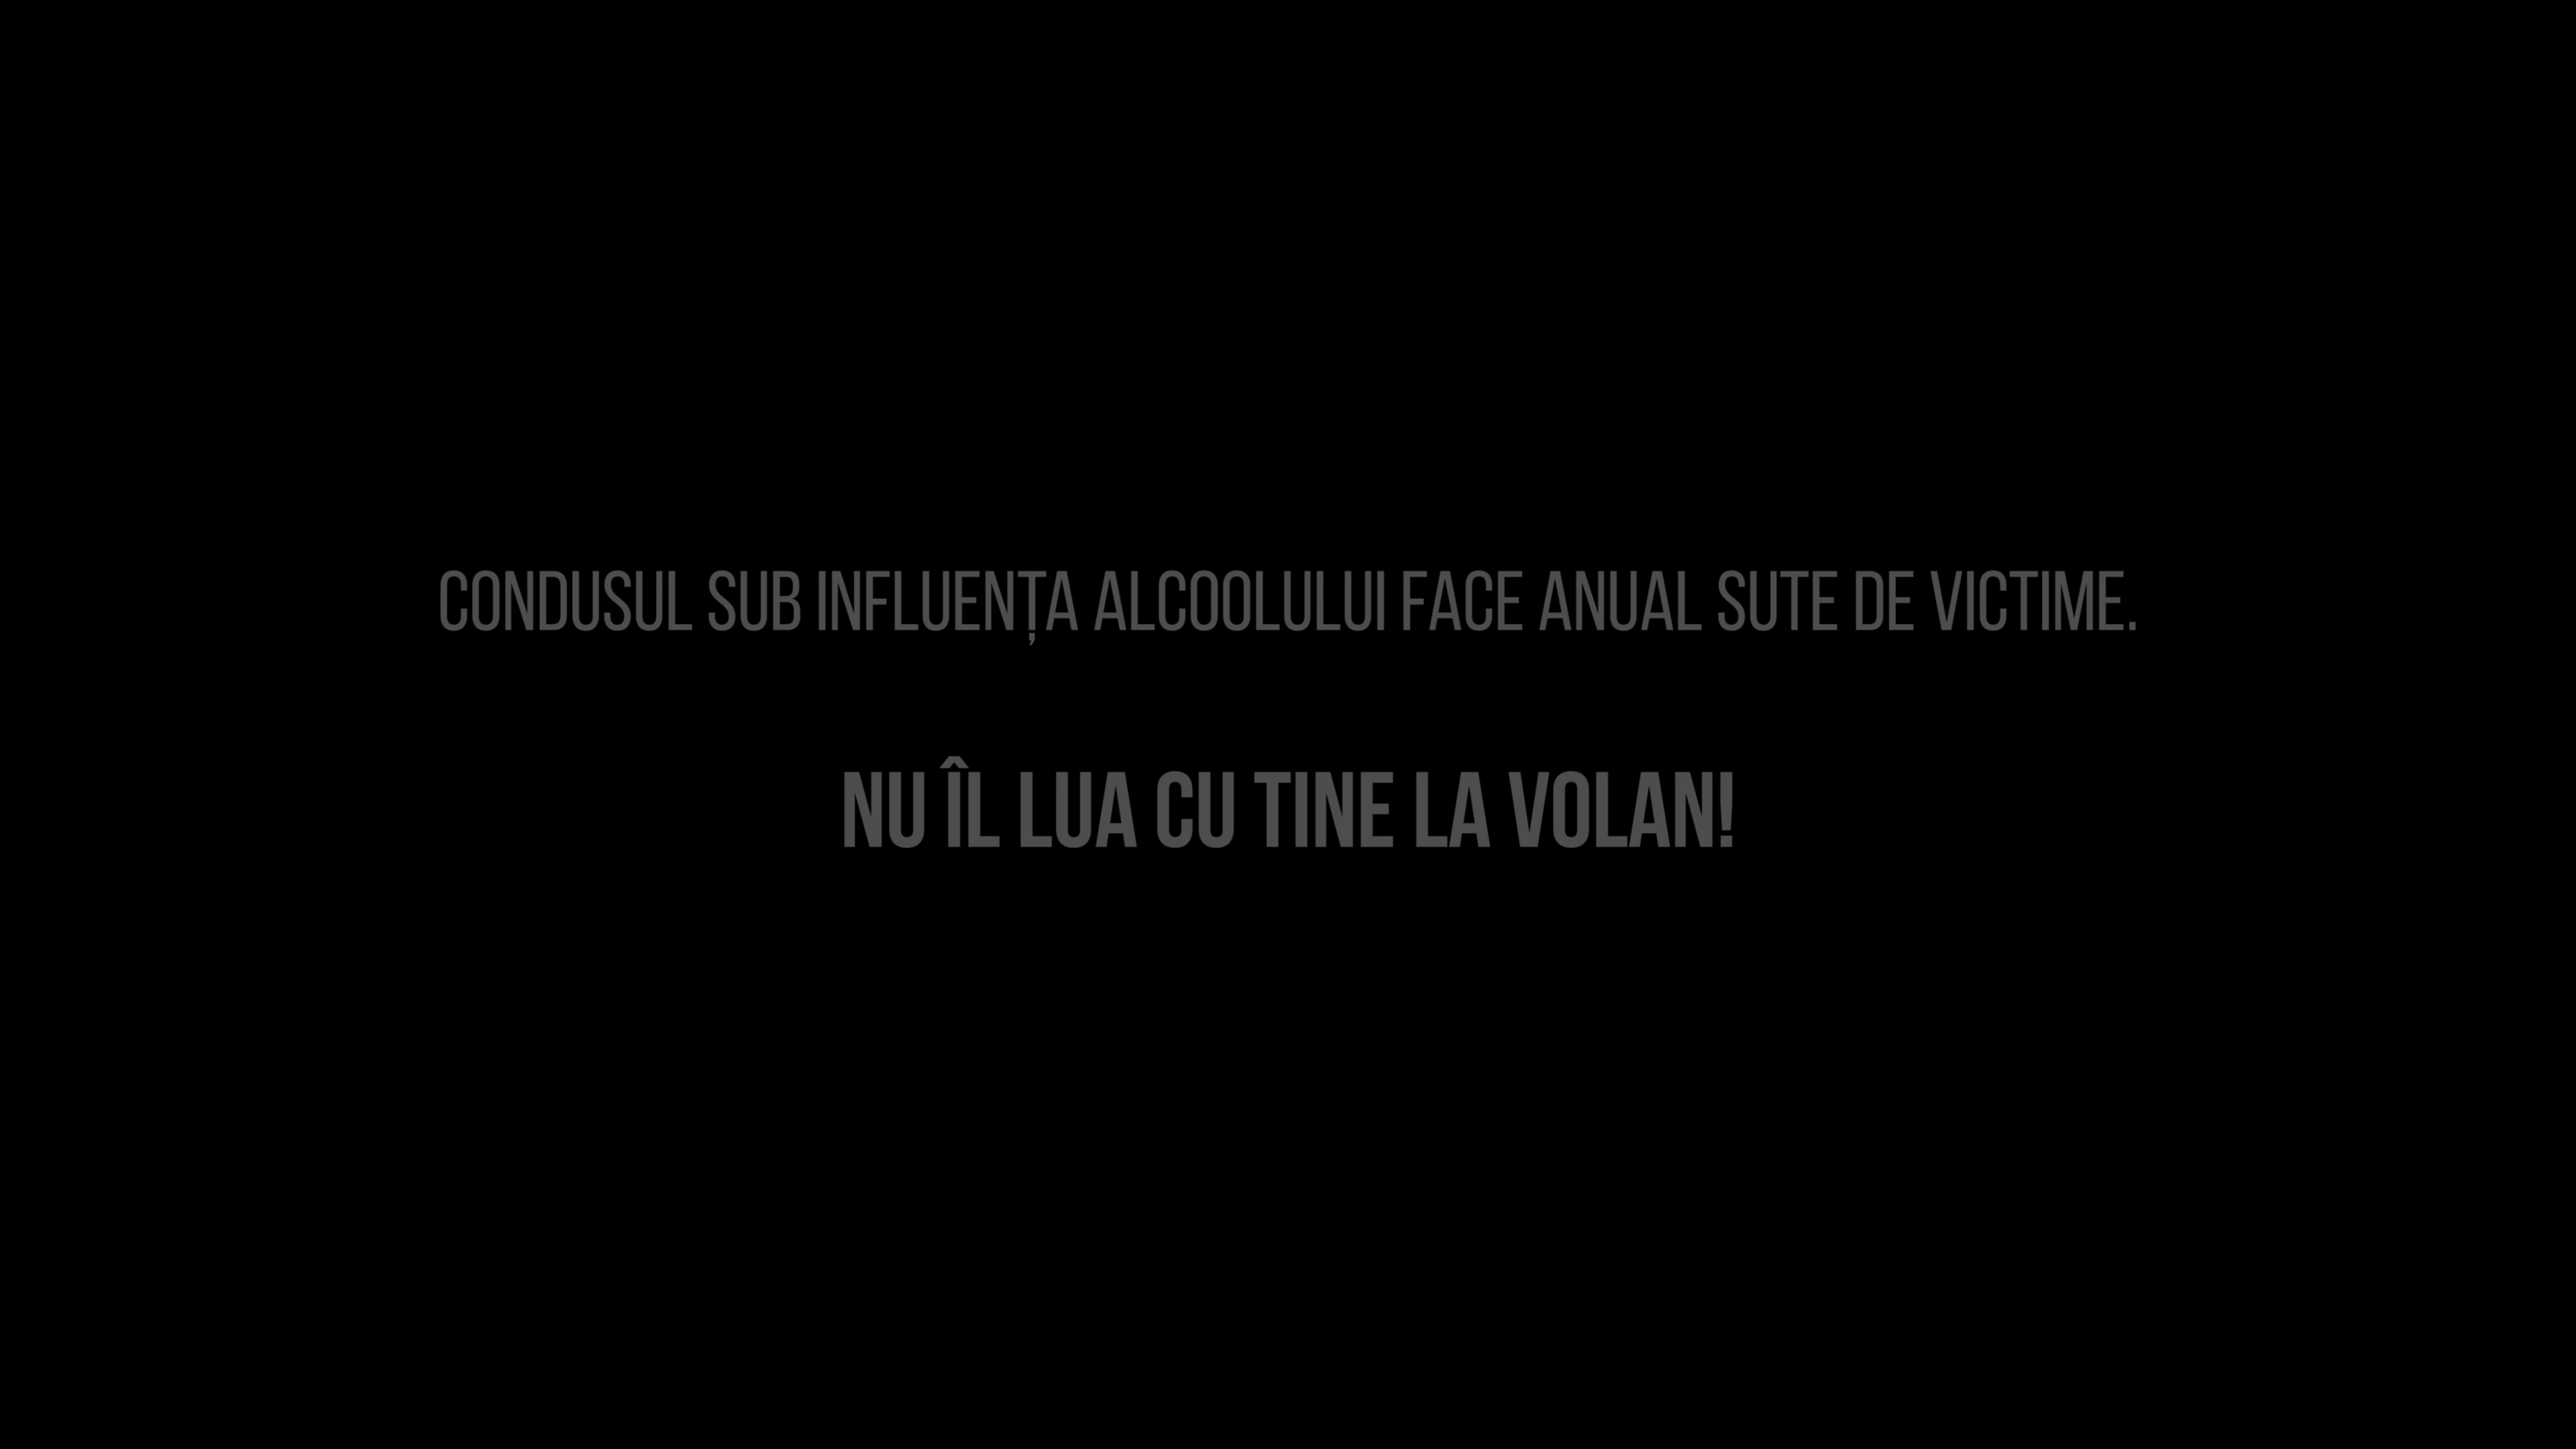 CONDUSUL SUB INFLUENȚA ALCOOLULUI FACE ANUAL SUTE DE VICTIME.
NU ÎL LUA CU TINE LA VOLAN!